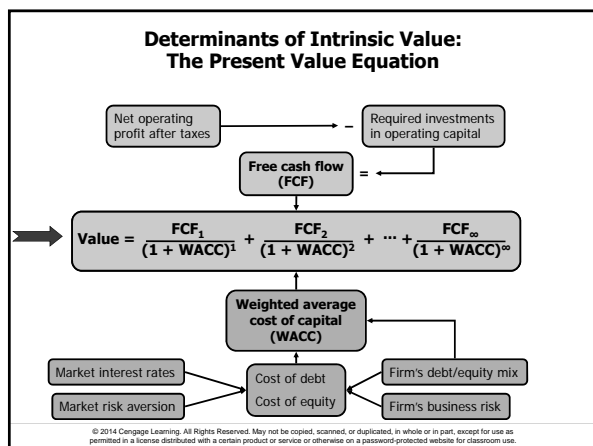 Determinants of Intrinsic Value:
The Present Value Equation
Net operating
profit after taxes
−
Required investments
in operating capital
Free cash flow
(FCF)
=
Value = FCF₁ / (1 + WACC)¹ + FCF₂ / (1 + WACC)² + ··· + FCF∞ / (1 + WACC)∞
Weighted average
cost of capital
(WACC)
Market interest rates
Market risk aversion
Cost of debt
Cost of equity
Firm's debt/equity mix
Firm's business risk
© 2014 Cengage Learning. All Rights Reserved. May not be copied, scanned, or duplicated, in whole or in part, except for use as
permitted in a license distributed with a certain product or service or otherwise on a password-protected website for classroom use.